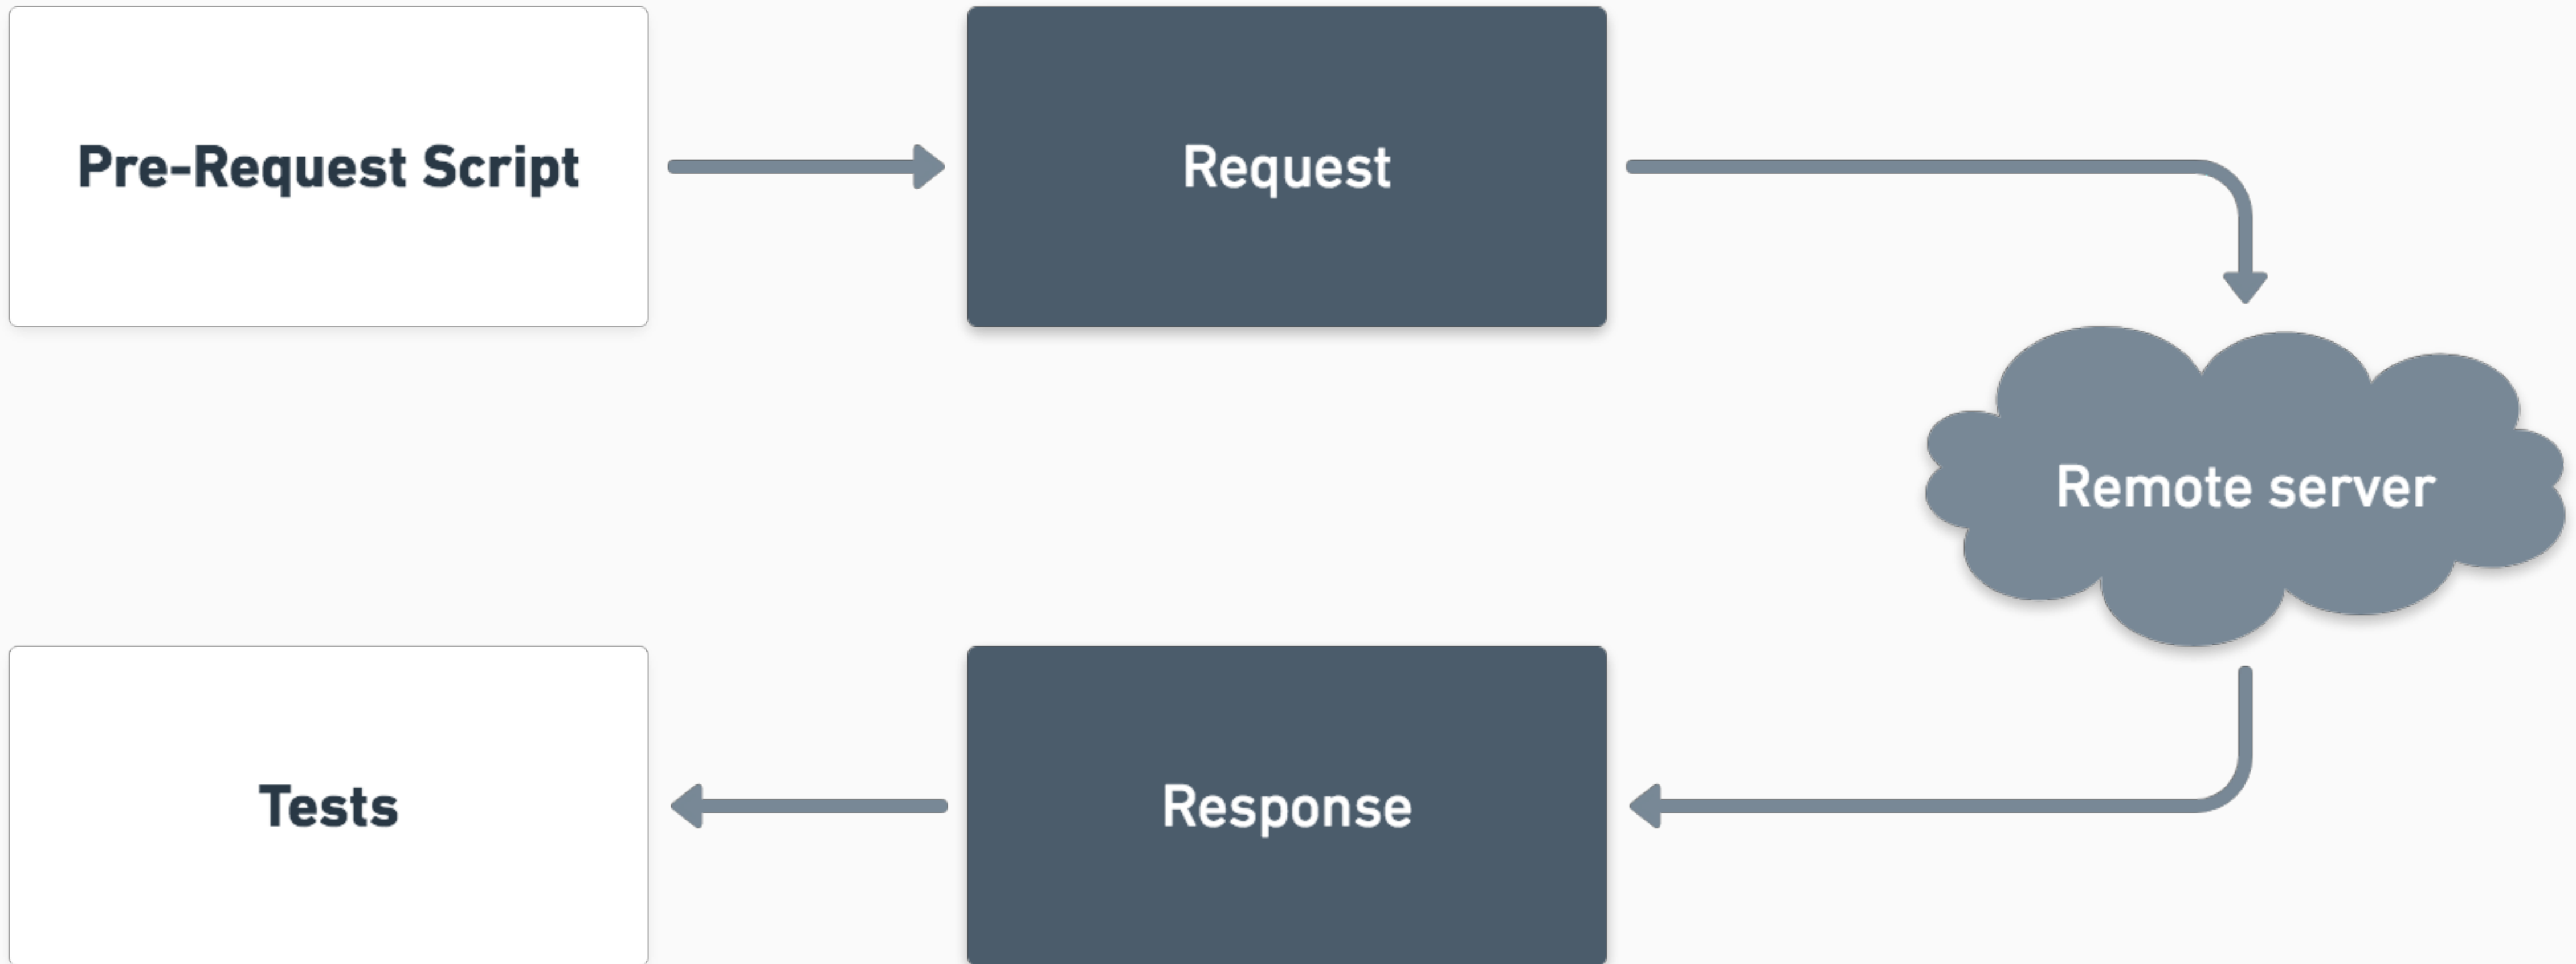 Pre-Request Script
Request
Remote server
Response
Tests